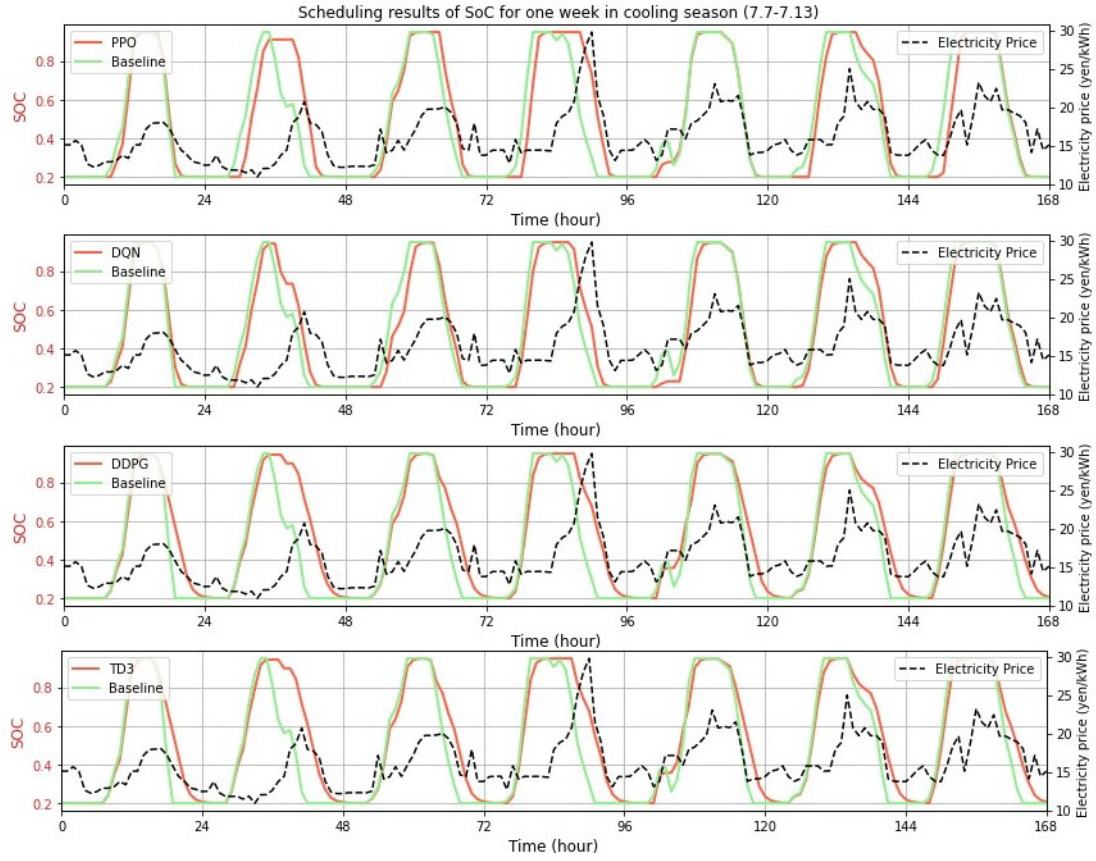 Scheduling results of SoC for one week in cooling season (7.7-7.13)
PPO
Baseline
Electricity Price
SOC
0.8
0.6
0.4
0.2
30
25
20
15
10
Electricity price (yen/kWh)
0 24 48 72 96 120 144 168
Time (hour)
DQN
Baseline
Electricity Price
SOC
0.8
0.6
0.4
0.2
30
25
20
15
10
Electricity price (yen/kWh)
0 24 48 72 96 120 144 168
Time (hour)
DDPG
Baseline
Electricity Price
SOC
0.8
0.6
0.4
0.2
30
25
20
15
10
Electricity price (yen/kWh)
0 24 48 72 96 120 144 168
Time (hour)
TD3
Baseline
Electricity Price
SOC
0.8
0.6
0.4
0.2
30
25
20
15
10
Electricity price (yen/kWh)
0 24 48 72 96 120 144 168
Time (hour)